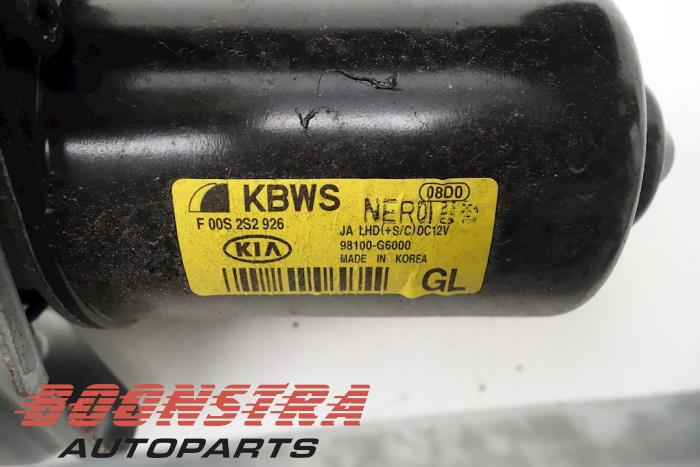 KBWS
08D0
F 00S 2S2 926
JA LHD(+S/C)DC12V
KIA
98100-G6000
MADE IN KOREA
GL
BOONSTRA
AUTOPARTS